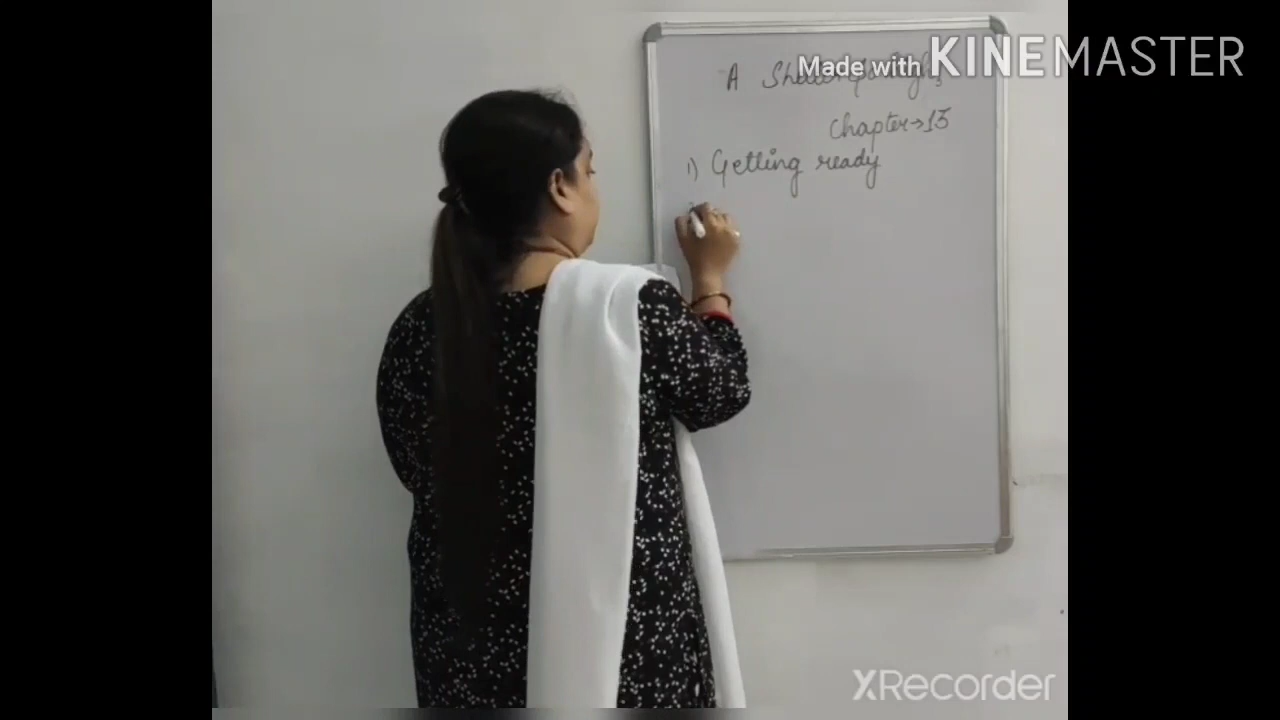 Made with KINEMASTER
A
Chapter→13
1) Getting ready
XRecorder